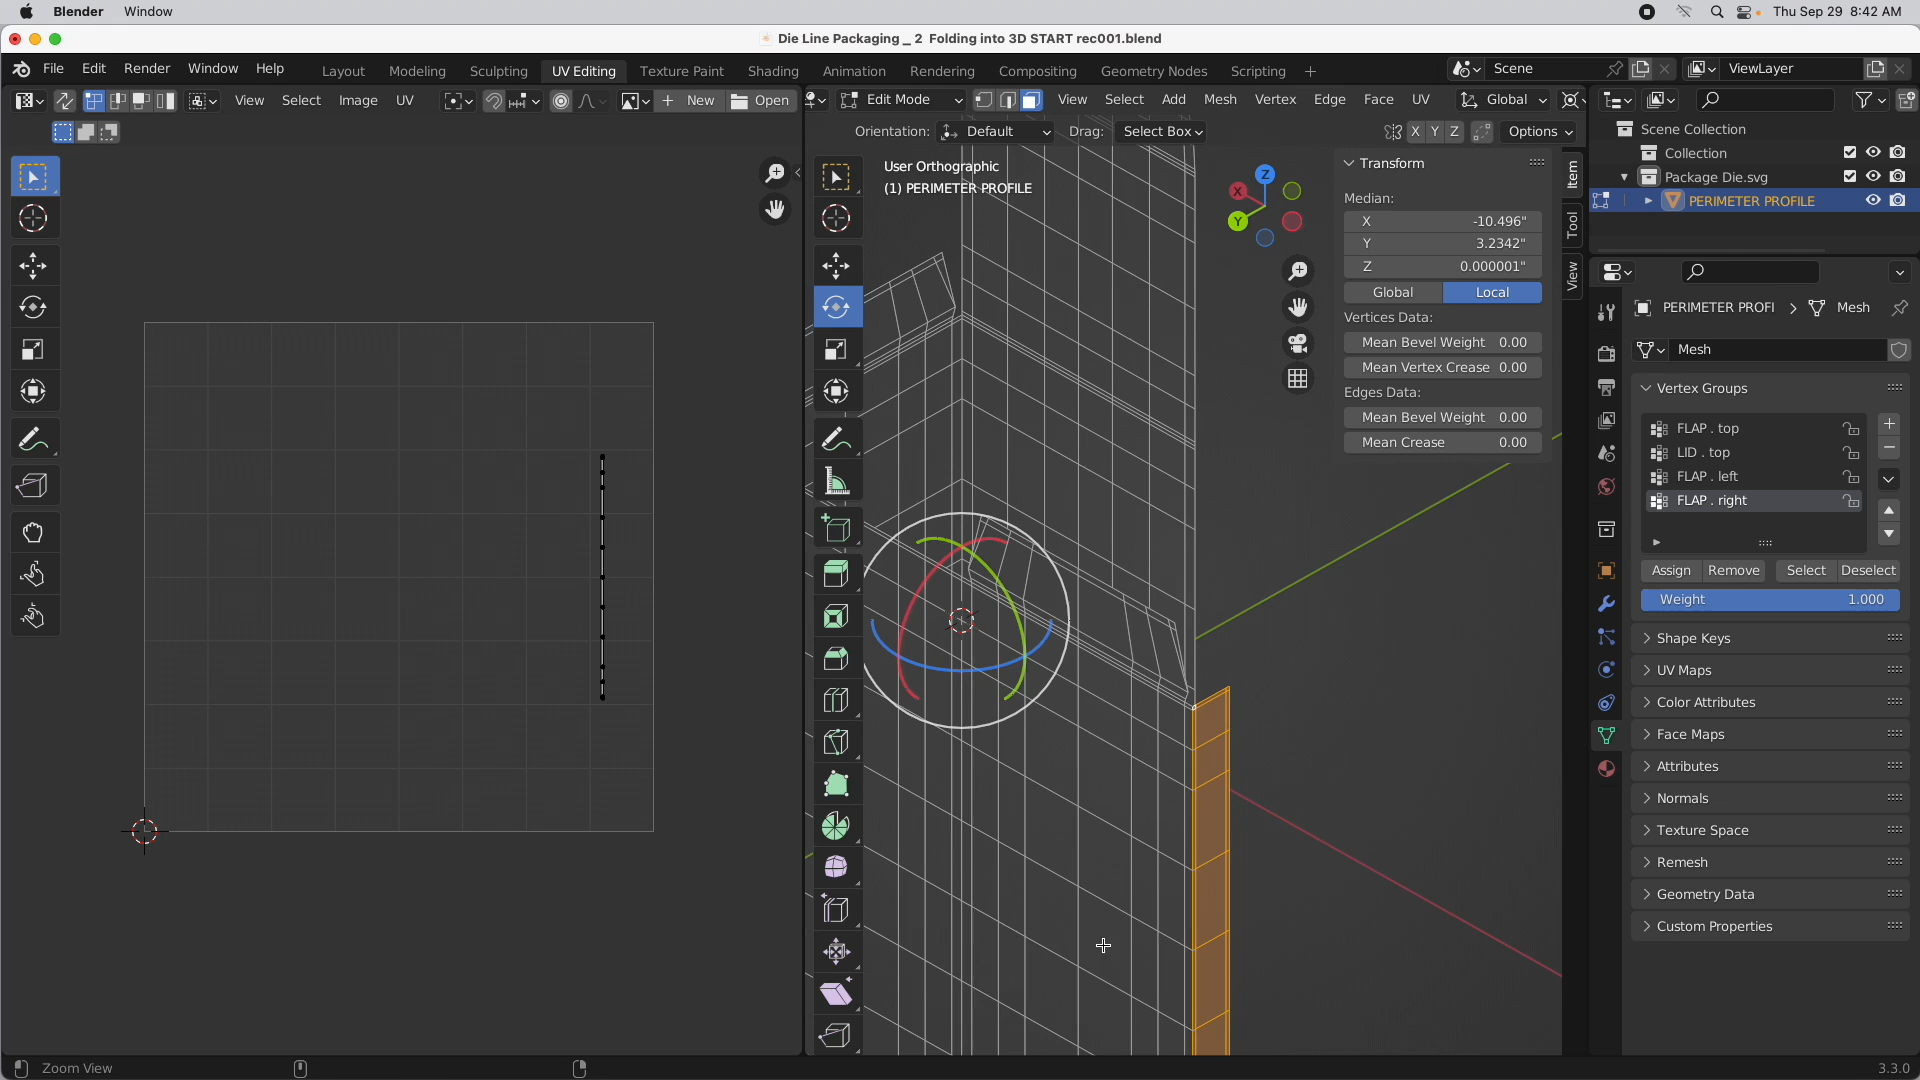 Blender Window Thu Sep 29 8:42 AM
Die Line Packaging _ 2 Folding into 3D START rec001.blend
File Edit Render Window Help Layout Modeling Sculpting UV Editing Texture Paint Shading Animation Rendering Compositing Geometry Nodes Scripting + Scene ViewLayer
View Select Image UV New Open Edit Mode View Select Add Mesh Vertex Edge Face UV Global
Orientation: Default Drag: Select Box X Y Z Options
Scene Collection
Collection
Package Die.svg
PERIMETER PROFILE
User Orthographic
(1) PERIMETER PROFILE
Z
X
Y
Transform
Median:
X -10.496"
Y 3.2342"
Z 0.000001"
Global Local
Vertices Data:
Mean Bevel Weight 0.00
Mean Vertex Crease 0.00
Edges Data:
Mean Bevel Weight 0.00
Mean Crease 0.00
Item
Tool
View
PERIMETER PROFI Mesh
Mesh
Vertex Groups
FLAP . top
LID . top
FLAP . left
FLAP . right
Assign Remove Select Deselect
Weight 1.000
Shape Keys
UV Maps
Color Attributes
Face Maps
Attributes
Normals
Texture Space
Remesh
Geometry Data
Custom Properties
Zoom View 3.3.0